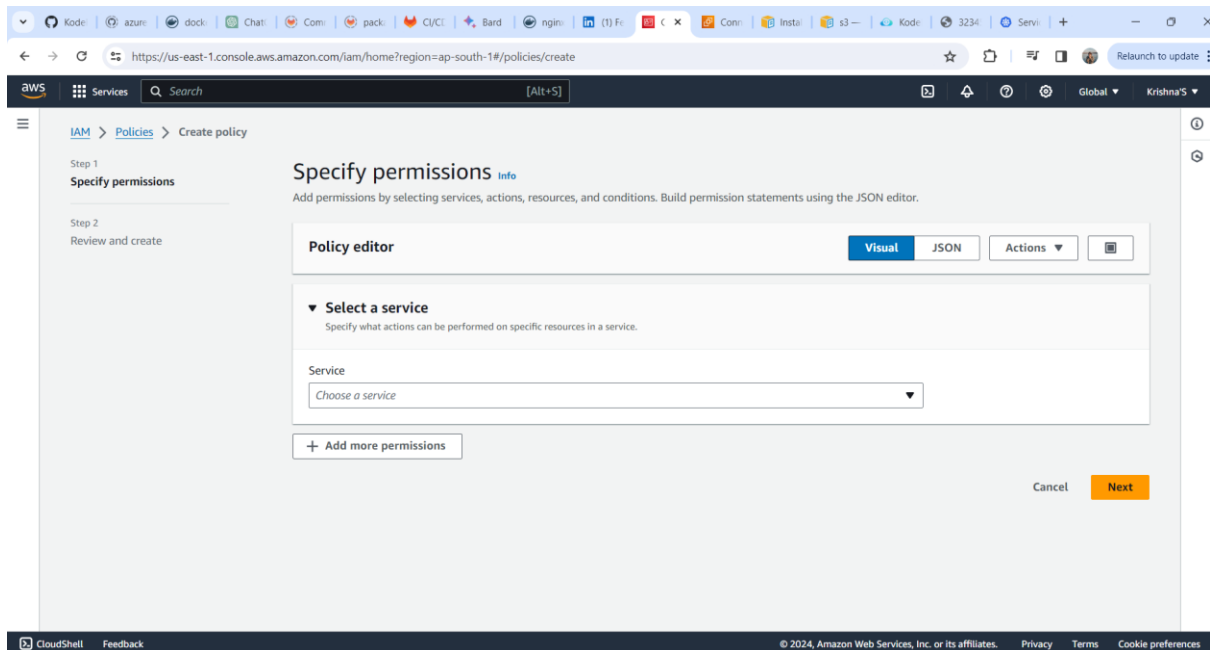 Kode azure dock Chatl Com pack CI/CI Bard ngin (1) Fe C Conn Instal s3 — Kode 3234 Servi
https://us-east-1.console.aws.amazon.com/iam/home?region=ap-south-1#/policies/create Relaunch to update
aws Services Search [Alt+S] Global Krishna'S
IAM > Policies > Create policy
Step 1
Specify permissions
Step 2
Review and create
Specify permissions Info
Add permissions by selecting services, actions, resources, and conditions. Build permission statements using the JSON editor.
Policy editor Visual JSON Actions
Select a service
Specify what actions can be performed on specific resources in a service.
Service
Choose a service
+ Add more permissions
Cancel Next
CloudShell Feedback © 2024, Amazon Web Services, Inc. or its affiliates. Privacy Terms Cookie preferences